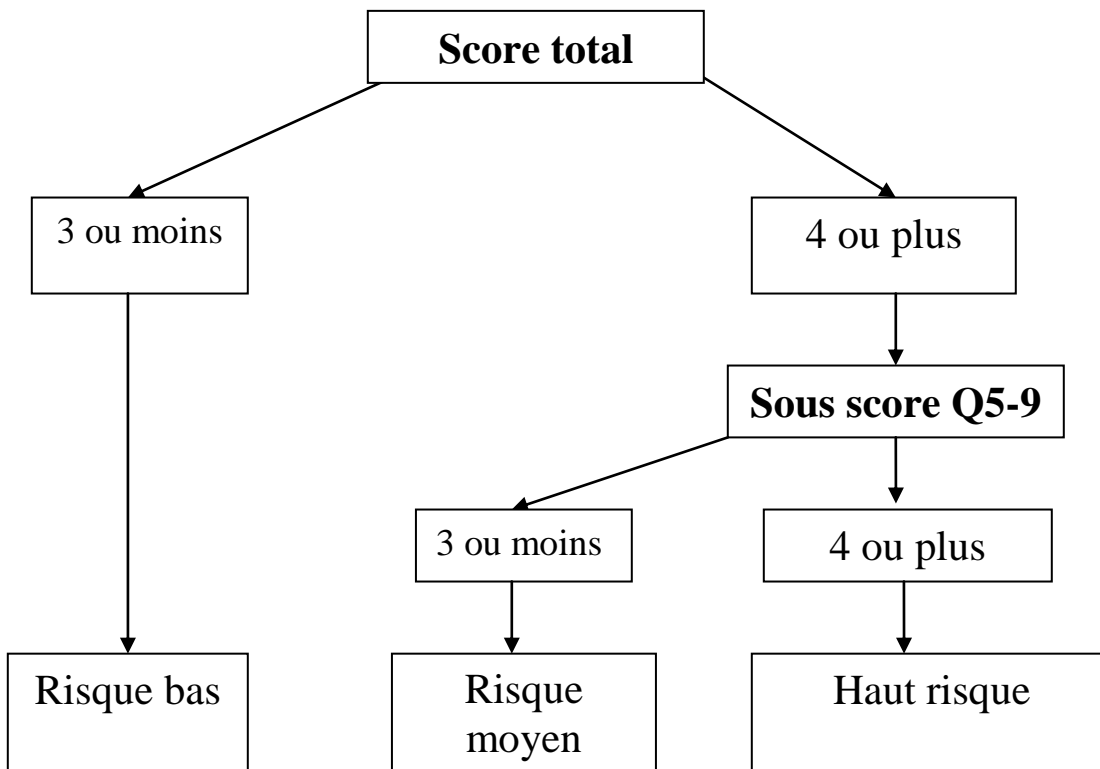 Score total
3 ou moins
4 ou plus
Sous score Q5-9
3 ou moins
4 ou plus
Risque bas
Risque
moyen
Haut risque